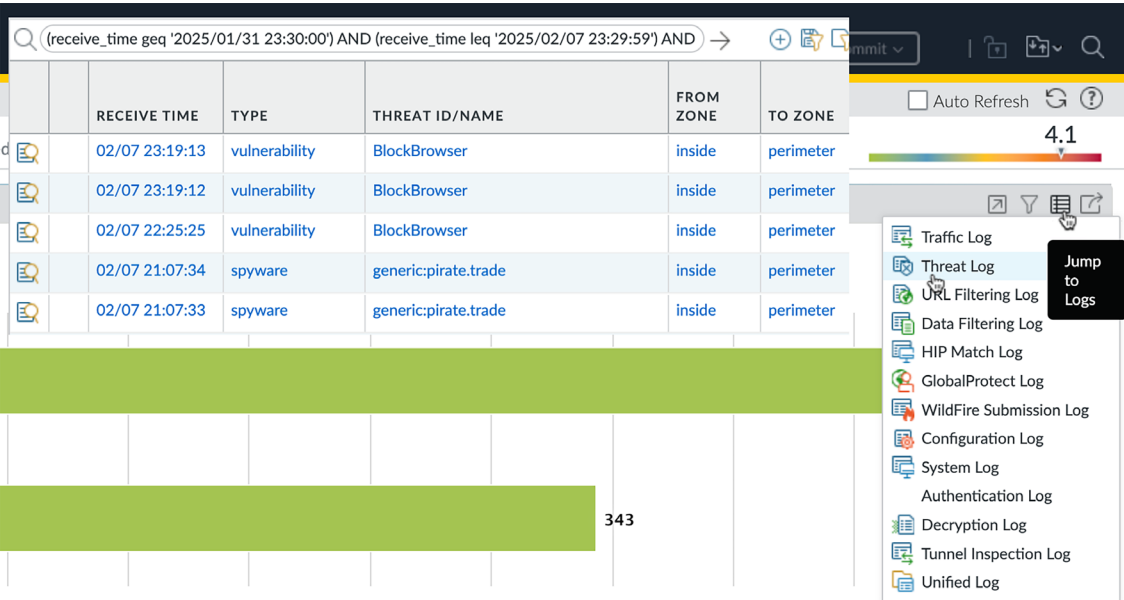 (receive_time geq '2025/01/31 23:30:00') AND (receive_time leq '2025/02/07 23:29:59') AND
mmit
Auto Refresh
4.1
RECEIVE TIME TYPE THREAT ID/NAME FROM ZONE TO ZONE
02/07 23:19:13 vulnerability BlockBrowser inside perimeter
02/07 23:19:12 vulnerability BlockBrowser inside perimeter
02/07 22:25:25 vulnerability BlockBrowser inside perimeter
02/07 21:07:34 spyware generic:pirate.trade inside perimeter
02/07 21:07:33 spyware generic:pirate.trade inside perimeter
343
Jump
to
Logs
Traffic Log
Threat Log
URL Filtering Log
Data Filtering Log
HIP Match Log
GlobalProtect Log
WildFire Submission Log
Configuration Log
System Log
Authentication Log
Decryption Log
Tunnel Inspection Log
Unified Log